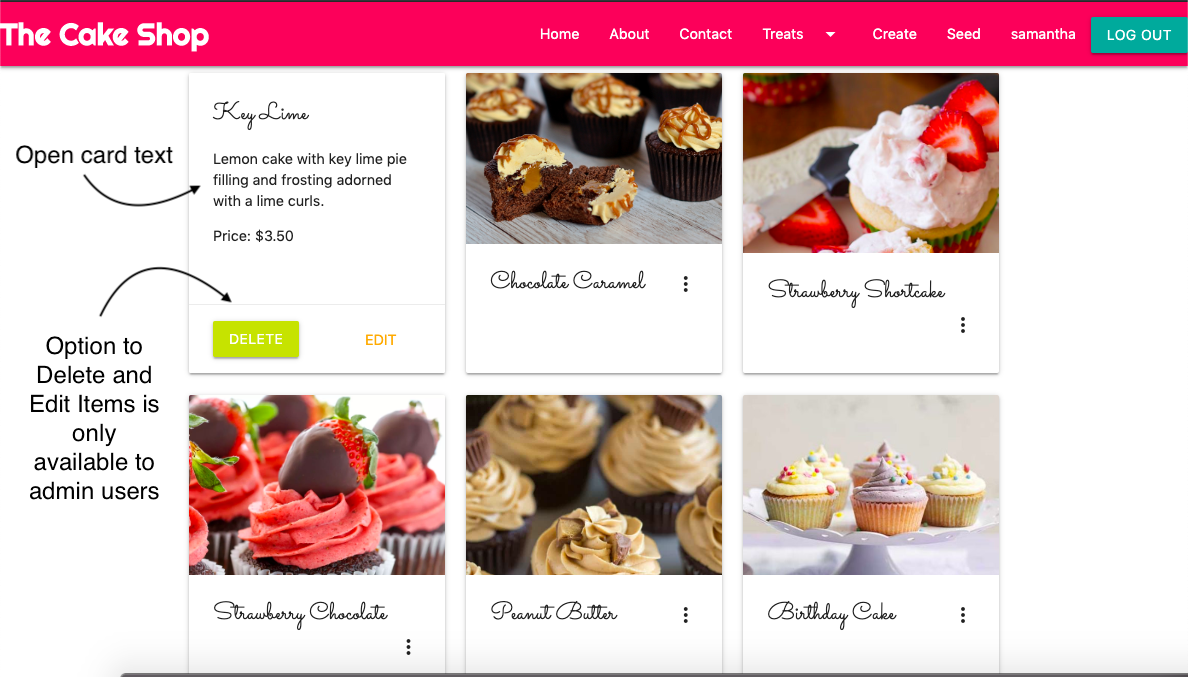 The Cake Shop
Home About Contact Treats Create Seed samantha LOG OUT
Open card text
Key Lime
Lemon cake with key lime pie
filling and frosting adorned
with a lime curls.
Price: $3.50
DELETE EDIT
Option to
Delete and
Edit Items is
only
available to
admin users
Chocolate Caramel
Strawberry Shortcake
Strawberry Chocolate
Peanut Butter
Birthday Cake